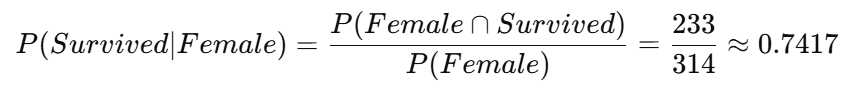 P(Survived|Female) = P(Female ∩ Survived) / P(Female) = 233 / 314 ≈ 0.7417